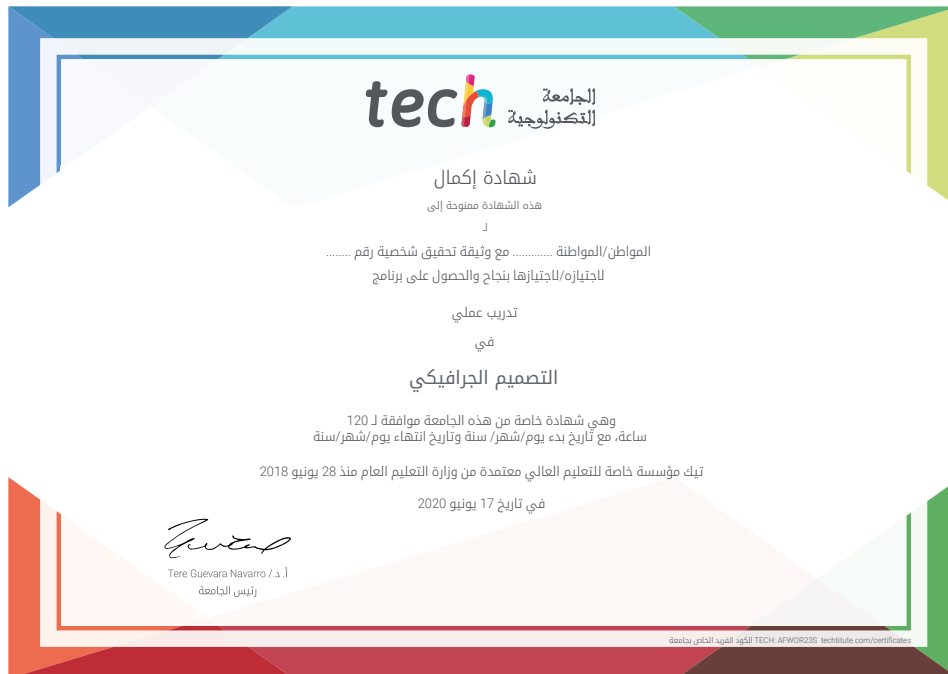 tech الجامعة التكنولوجية
شهادة إكمال
هذه الشهادة ممنوحة إلى
لـ
المواطن/المواطنة ............ مع وثيقة تحقيق شخصية رقم ........
لاجتيازه/لاجتيازها بنجاح والحصول على برنامج
تدريب عملي
في
التصميم الجرافيكي
وهي شهادة خاصة من هذه الجامعة موافقة لـ 120
ساعة، مع تاريخ بدء يوم/شهر/ سنة وتاريخ انتهاء يوم/شهر/سنة
تيك مؤسسة خاصة للتعليم العالي معتمدة من وزارة التعليم العام منذ 28 يونيو 2018
في تاريخ 17 يونيو 2020
أ. د./ Tere Guevara Navarro
رئيس الجامعة
الكود الفريد الخاص بجامعة TECH: AFWOR23S techtitute.com/certificates